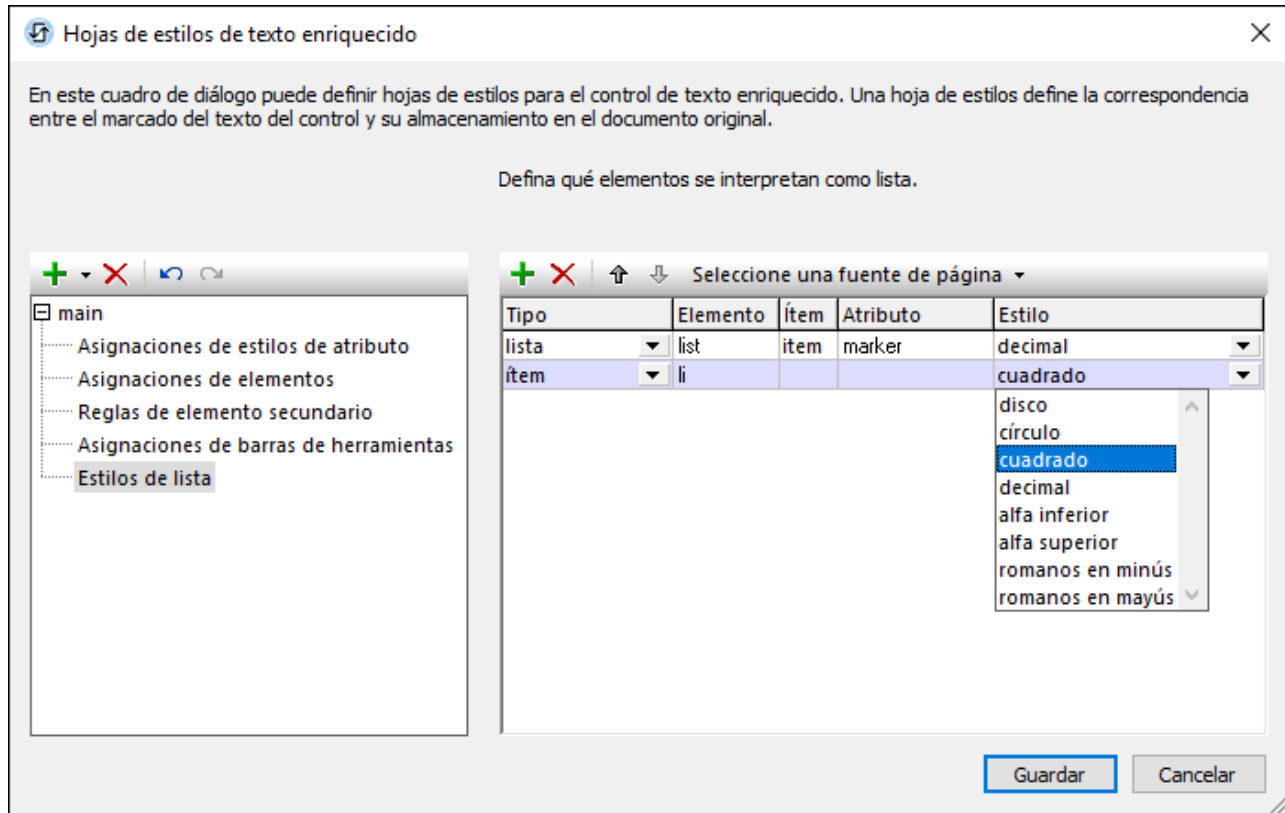 Hojas de estilos de texto enriquecido
En este cuadro de diálogo puede definir hojas de estilos para el control de texto enriquecido. Una hoja de estilos define la correspondencia
entre el marcado del texto del control y su almacenamiento en el documento original.
Defina qué elementos se interpretan como lista.
main
Asignaciones de estilos de atributo
Asignaciones de elementos
Reglas de elemento secundario
Asignaciones de barras de herramientas
Estilos de lista
Seleccione una fuente de página
Tipo Elemento Ítem Atributo Estilo
lista list item marker decimal
ítem li cuadrado
disco
círculo
cuadrado
decimal
alfa inferior
alfa superior
romanos en minús
romanos en mayús
Guardar Cancelar